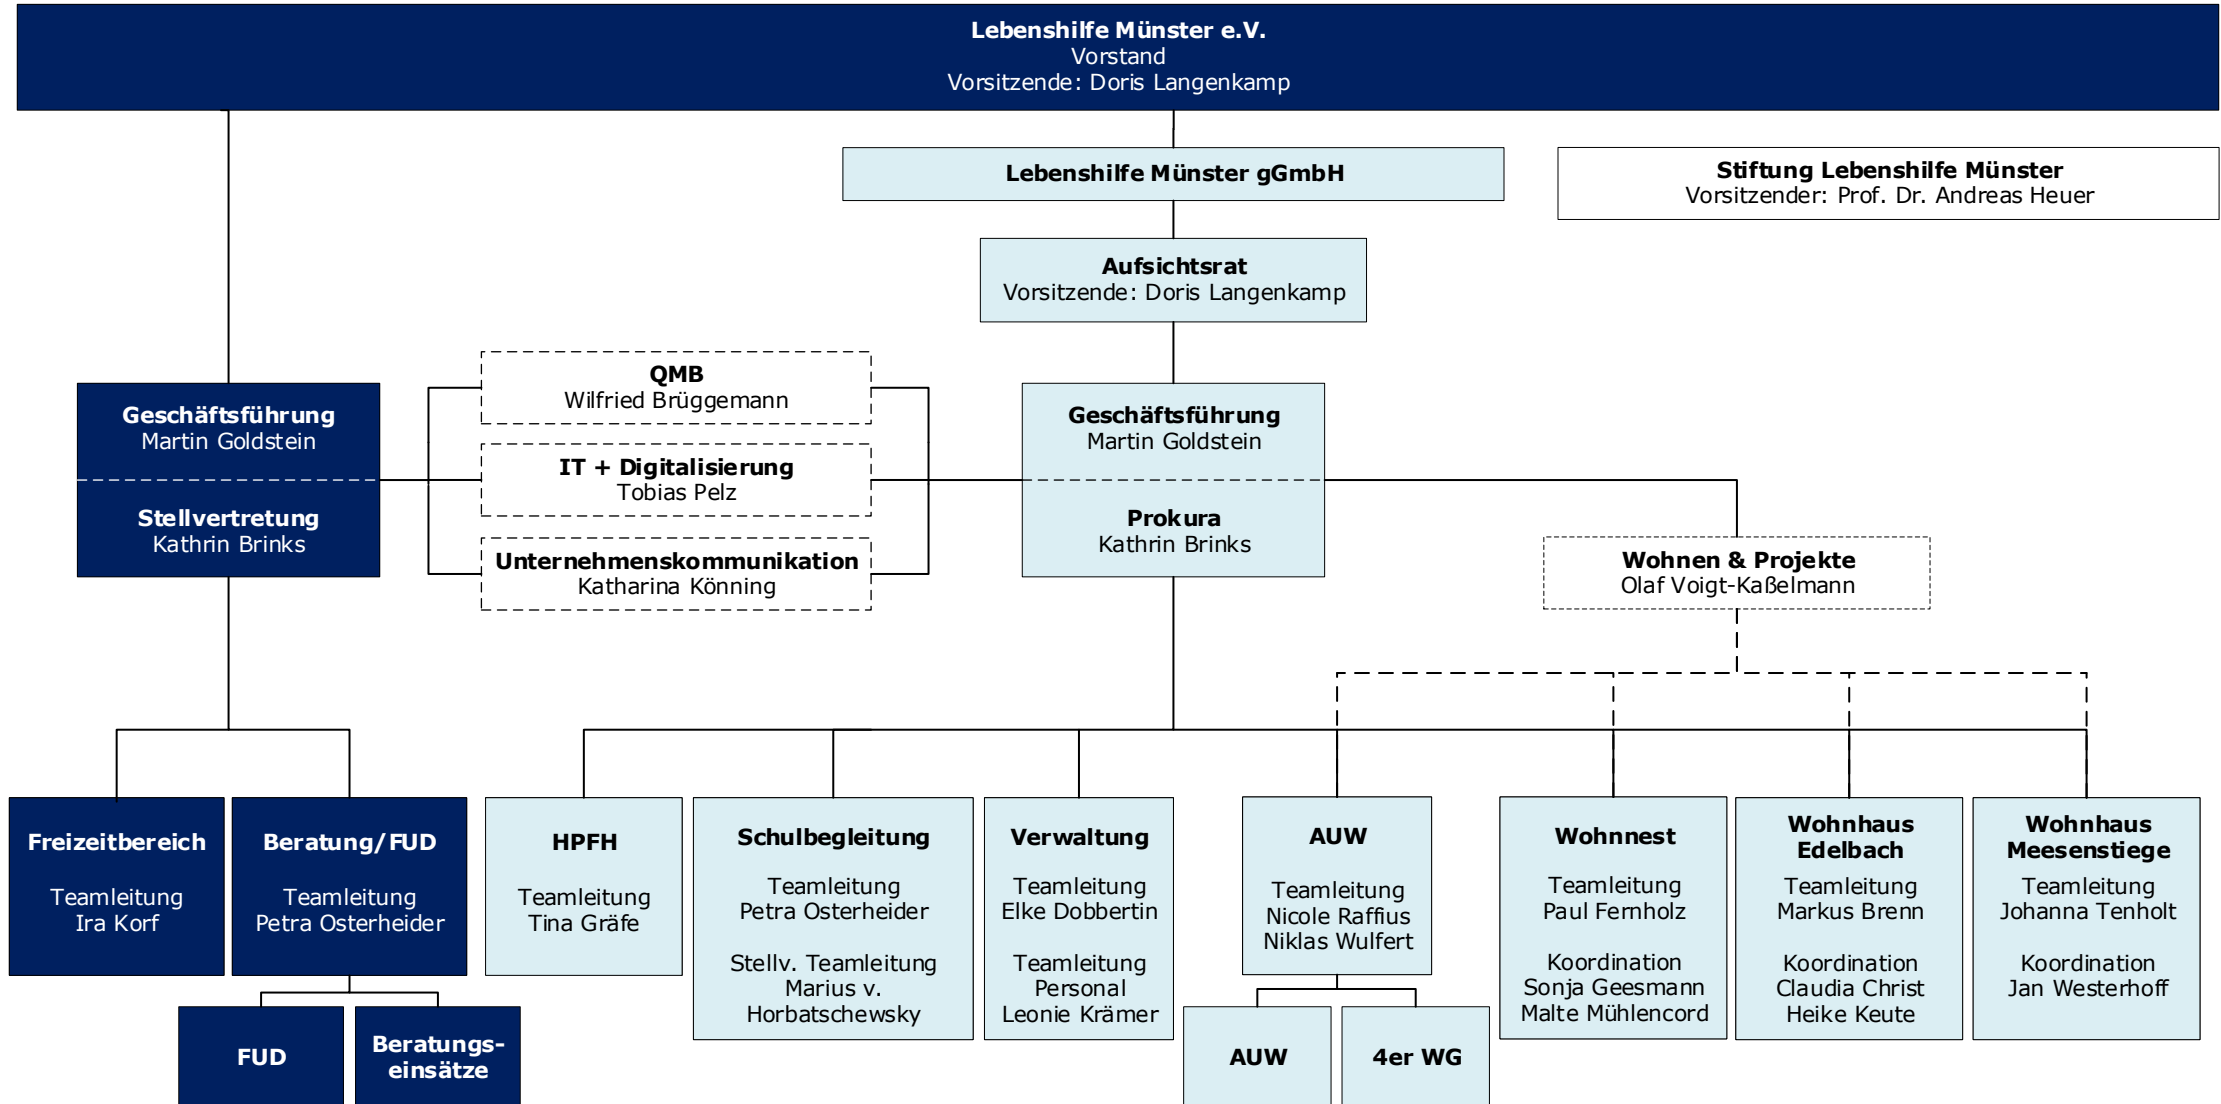 Lebenshilfe Münster e.V.
Vorstand
Vorsitzende: Doris Langenkamp
Lebenshilfe Münster gGmbH
Stiftung Lebenshilfe Münster
Vorsitzender: Prof. Dr. Andreas Heuer
Aufsichtsrat
Vorsitzende: Doris Langenkamp
Geschäftsführung
Martin Goldstein
Stellvertretung
Kathrin Brinks
QMB
Wilfried Brüggemann
IT + Digitalisierung
Tobias Pelz
Unternehmenskommunikation
Katharina Könning
Geschäftsführung
Martin Goldstein
Prokura
Kathrin Brinks
Wohnen & Projekte
Olaf Voigt-Kaßelmann
Freizeitbereich
Teamleitung
Ira Korf
Beratung/FUD
Teamleitung
Petra Osterheider
FUD
Beratungs-
einsätze
HPFH
Teamleitung
Tina Gräfe
Schulbegleitung
Teamleitung
Petra Osterheider
Stellv. Teamleitung
Marius v.
Horbatschewsky
Verwaltung
Teamleitung
Elke Dobbertin
Teamleitung
Personal
Leonie Krämer
AUW
Teamleitung
Nicole Raffius
Niklas Wulfert
AUW
4er WG
Wohnnest
Teamleitung
Paul Fernholz
Koordination
Sonja Geesmann
Malte Mühlencord
Wohnhaus
Edelbach
Teamleitung
Markus Brenn
Koordination
Claudia Christ
Heike Keute
Wohnhaus
Meesenstiege
Teamleitung
Johanna Tenholt
Koordination
Jan Westerhoff